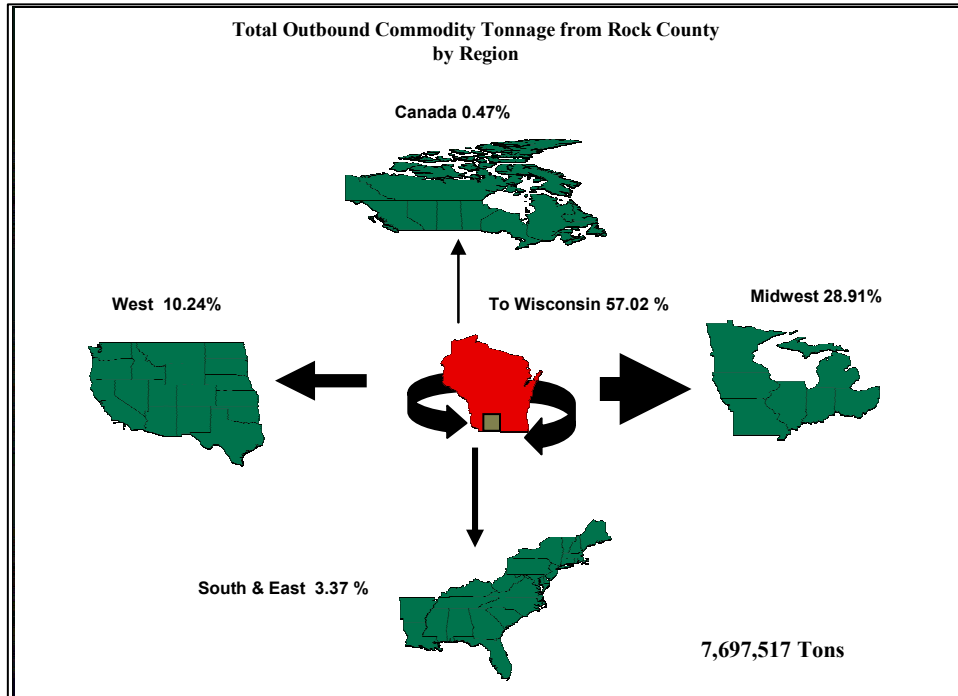 Total Outbound Commodity Tonnage from Rock County
by Region
Canada 0.47%
West 10.24%
To Wisconsin 57.02 %
Midwest 28.91%
South & East 3.37 %
7,697,517 Tons